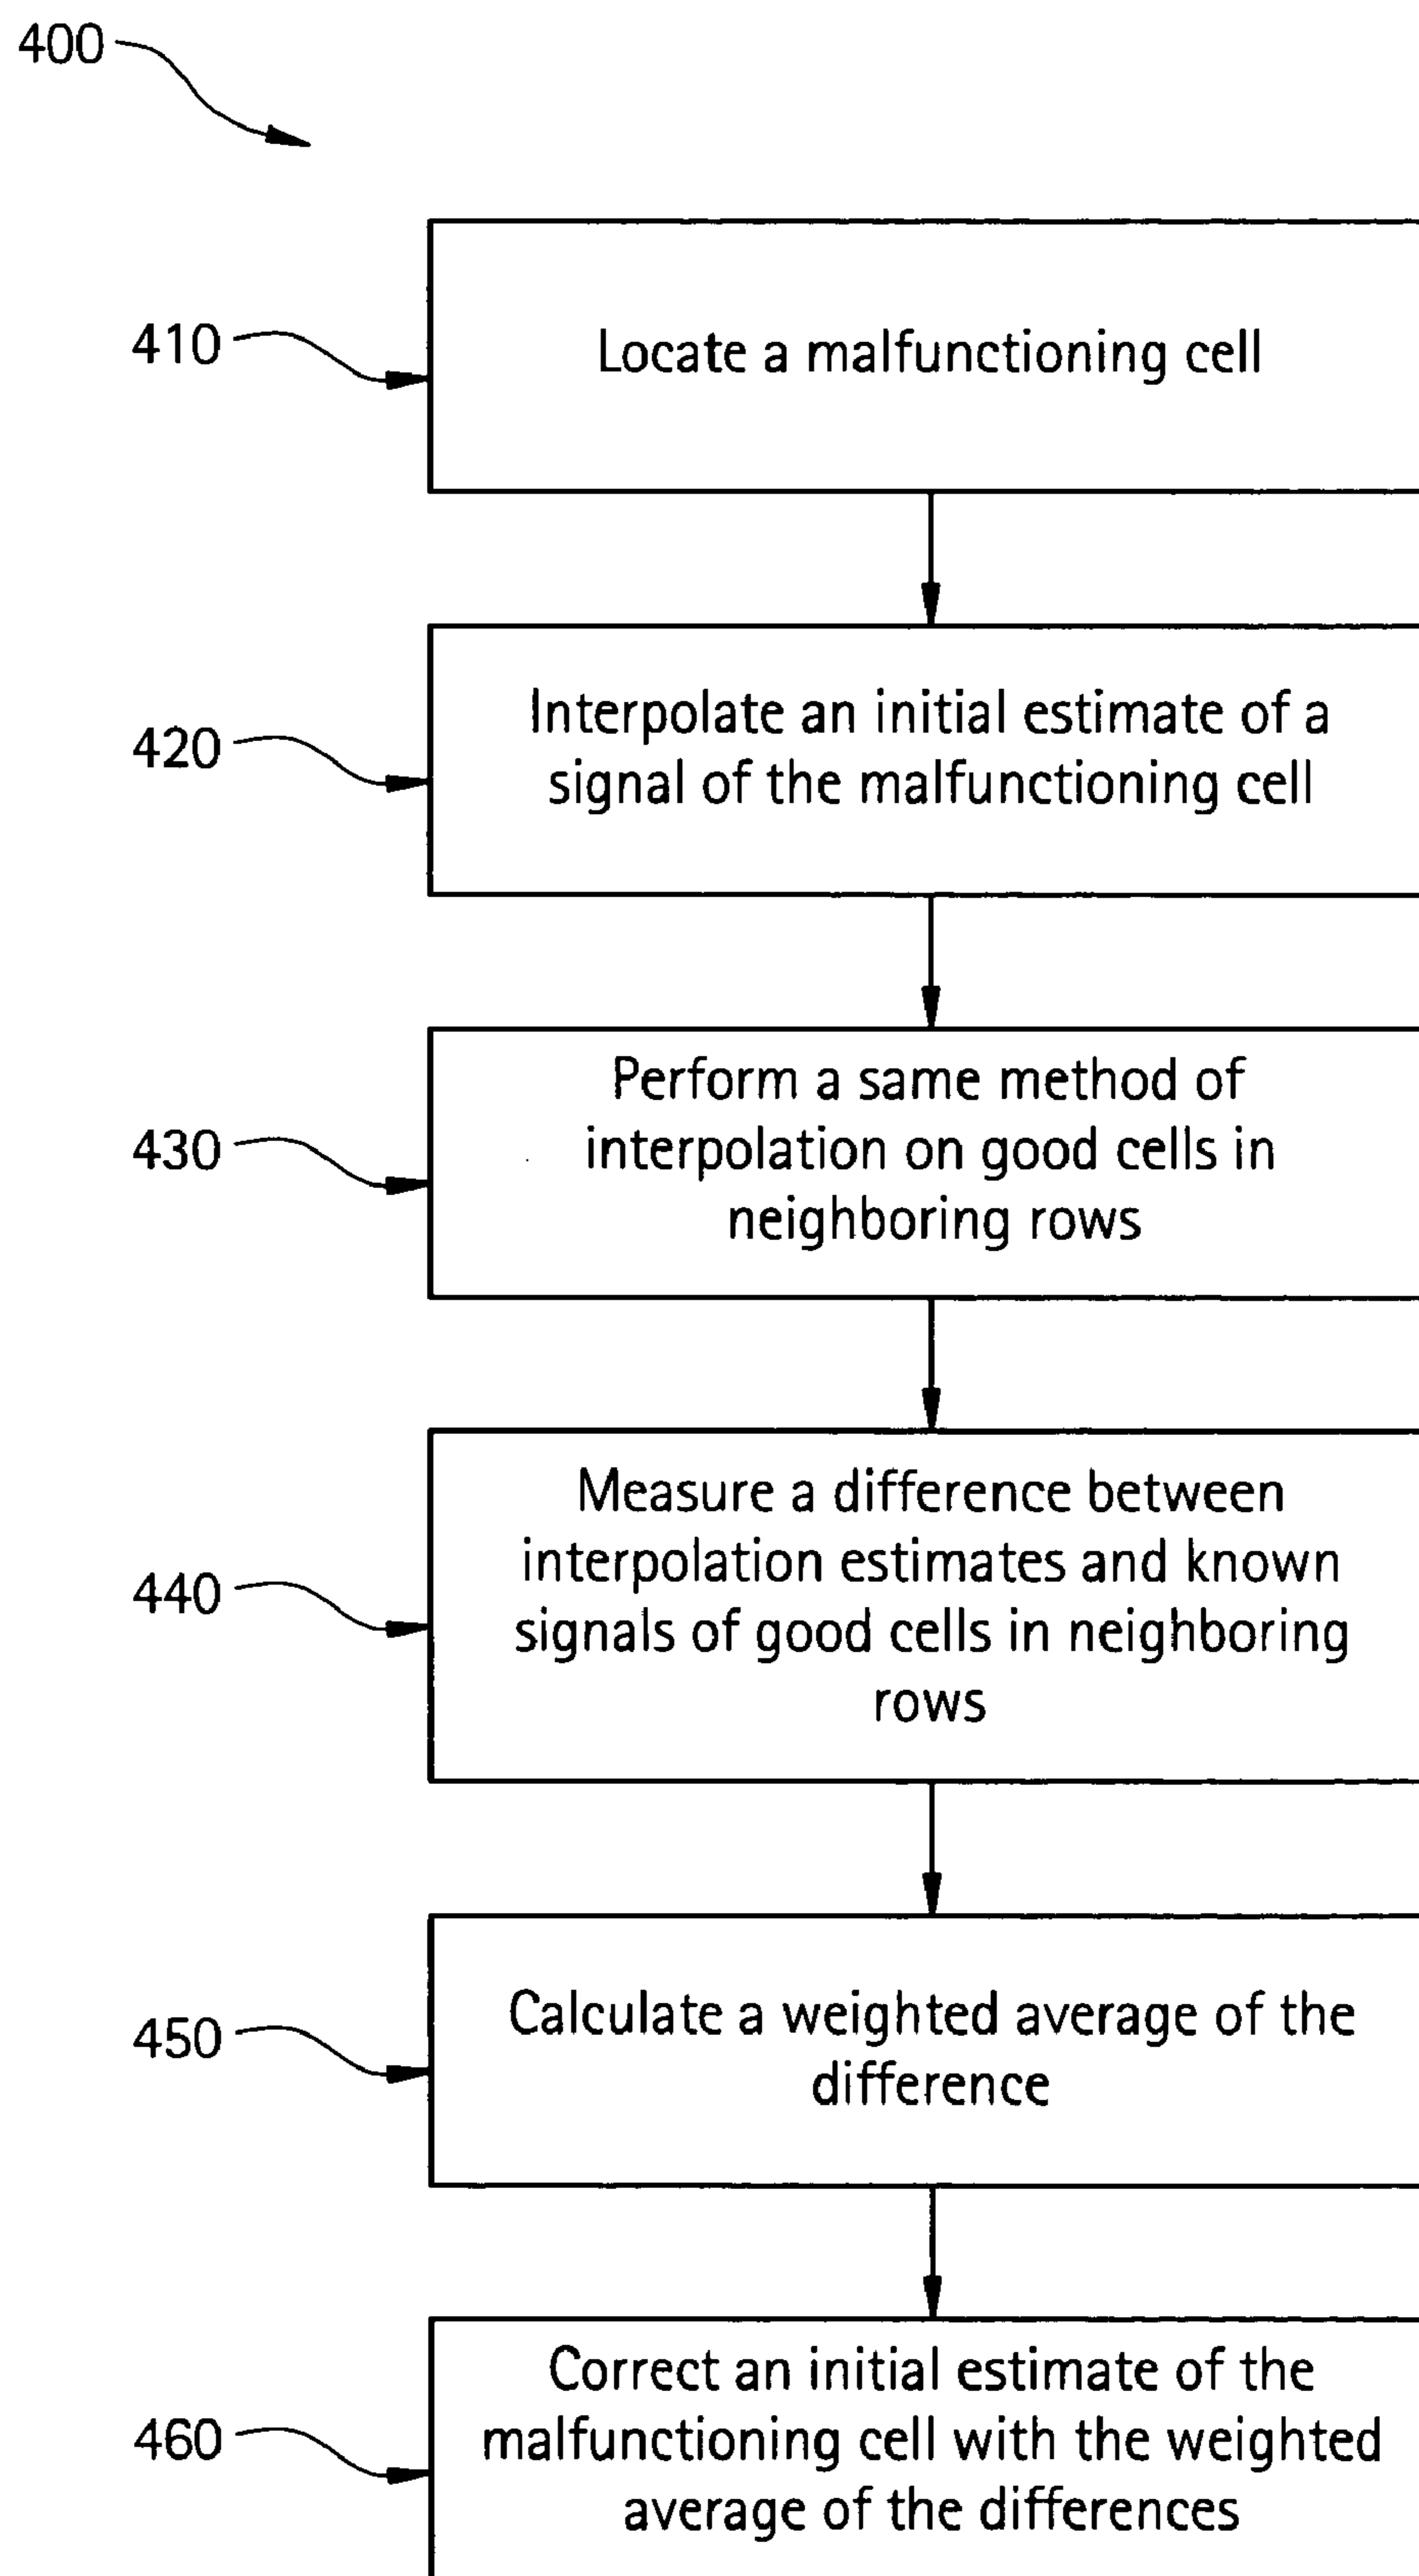 400
410
Locate a malfunctioning cell
420
Interpolate an initial estimate of a
signal of the malfunctioning cell
430
Perform a same method of
interpolation on good cells in
neighboring rows
440
Measure a difference between
interpolation estimates and known
signals of good cells in neighboring
rows
450
Calculate a weighted average of the
difference
460
Correct an initial estimate of the
malfunctioning cell with the weighted
average of the differences